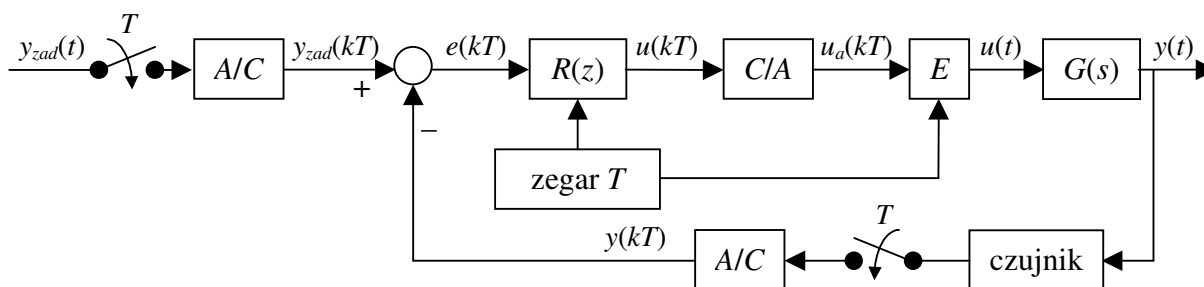 T
y_zad(t)
A/C
y_zad(kT)
+
−
e(kT)
R(z)
u(kT)
C/A
u_a(kT)
E
u(t)
G(s)
y(t)
zegar T
y(kT)
A/C
T
czujnik